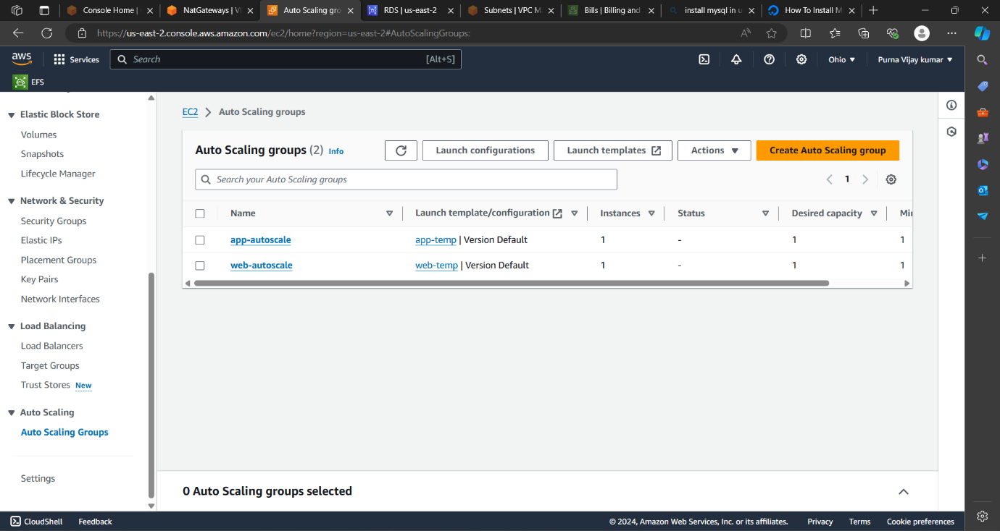 Console Home |
NatGateways | V
Auto Scaling gro
RDS | us-east-2
Subnets | VPC M
Bills | Billing and
install mysql in u
How To Install M
https://us-east-2.console.aws.amazon.com/ec2/home?region=us-east-2#AutoScalingGroups:
aws
Services
Search
[Alt+S]
Ohio
Purna Vijay kumar
EFS
Elastic Block Store
Volumes
Snapshots
Lifecycle Manager
Network & Security
Security Groups
Elastic IPs
Placement Groups
Key Pairs
Network Interfaces
Load Balancing
Load Balancers
Target Groups
Trust Stores New
Auto Scaling
Auto Scaling Groups
Settings
EC2 > Auto Scaling groups
Auto Scaling groups (2) Info
Launch configurations
Launch templates
Actions
Create Auto Scaling group
Search your Auto Scaling groups
1
Name Launch template/configuration Instances Status Desired capacity Min
app-autoscale app-temp | Version Default 1 - 1 1
web-autoscale web-temp | Version Default 1 - 1 1
0 Auto Scaling groups selected
CloudShell Feedback © 2024, Amazon Web Services, Inc. or its affiliates. Privacy Terms Cookie preferences